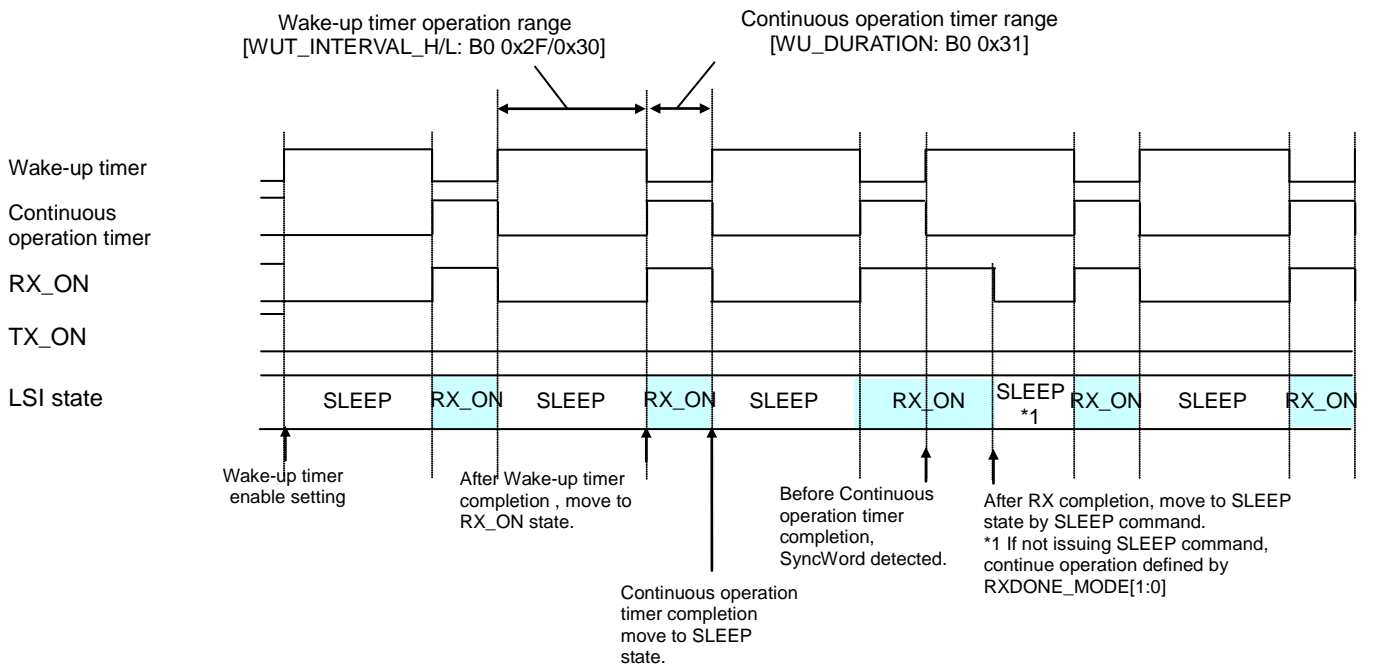 Wake-up timer operation range
[WUT_INTERVAL_H/L: B0 0x2F/0x30]
Continuous operation timer range
[WU_DURATION: B0 0x31]
Wake-up timer
Continuous
operation timer
RX_ON
TX_ON
LSI state
SLEEP
RX_ON
SLEEP
RX_ON
SLEEP
RX_ON
SLEEP
*1
RX_ON
SLEEP
RX_ON
Wake-up timer
enable setting
After Wake-up timer
completion , move to
RX_ON state.
Continuous operation
timer completion
move to SLEEP
state.
Before Continuous
operation timer
completion,
SyncWord detected.
After RX completion, move to SLEEP
state by SLEEP command.
*1 If not issuing SLEEP command,
continue operation defined by
RXDONE_MODE[1:0]